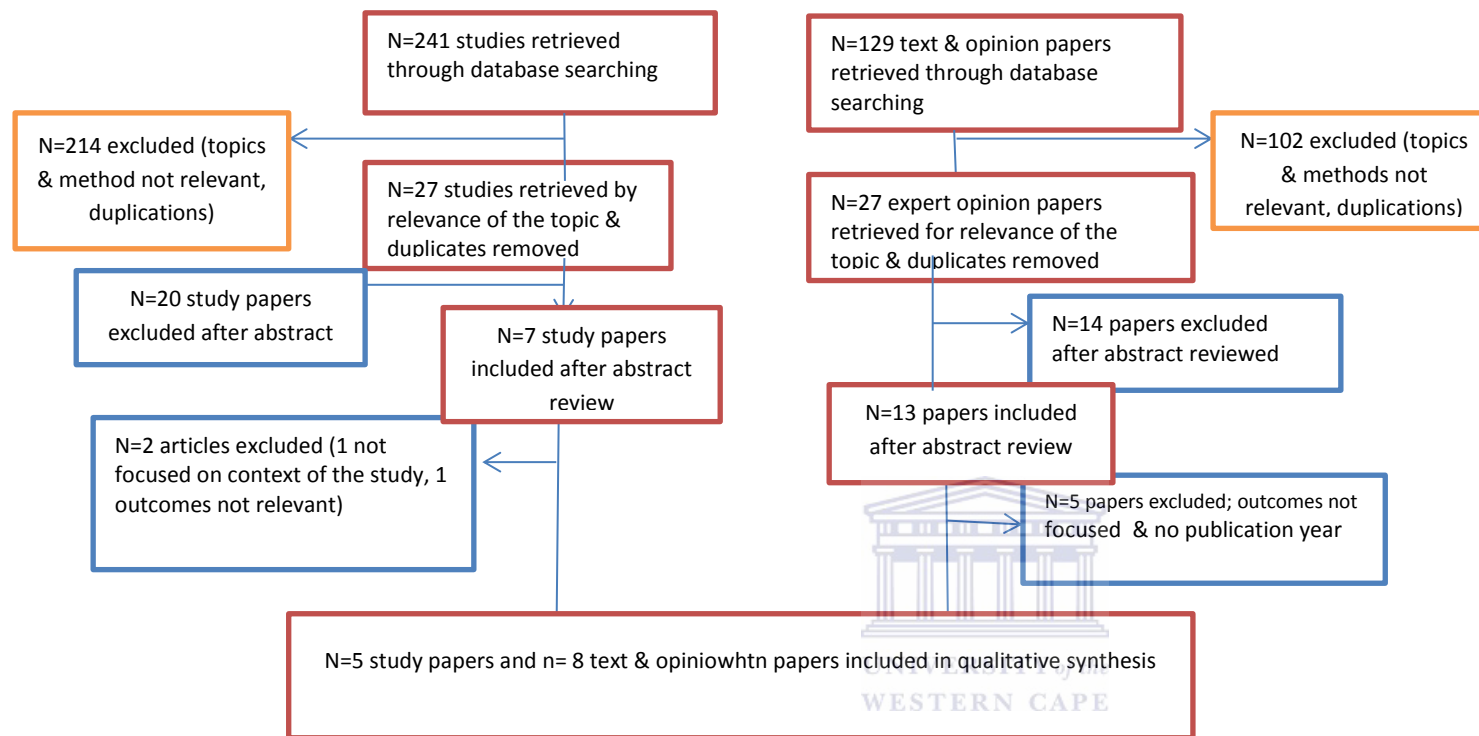 N=241 studies retrieved
through database searching
N=129 text & opinion papers
retrieved through database
searching
N=214 excluded (topics
& method not relevant,
duplications)
N=102 excluded (topics
& methods not
relevant, duplications)
N=27 studies retrieved by
relevance of the topic &
duplicates removed
N=27 expert opinion papers
retrieved for relevance of the
topic & duplicates removed
N=20 study papers
excluded after abstract
N=14 papers excluded
after abstract reviewed
N=7 study papers
included after abstract
review
N=13 papers included
after abstract review
N=2 articles excluded (1 not
focused on context of the study, 1
outcomes not relevant)
N=5 papers excluded; outcomes not
focused & no publication year
N=5 study papers and n= 8 text & opiniowhtn papers included in qualitative synthesis
UNIVERSITY of the
WESTERN CAPE